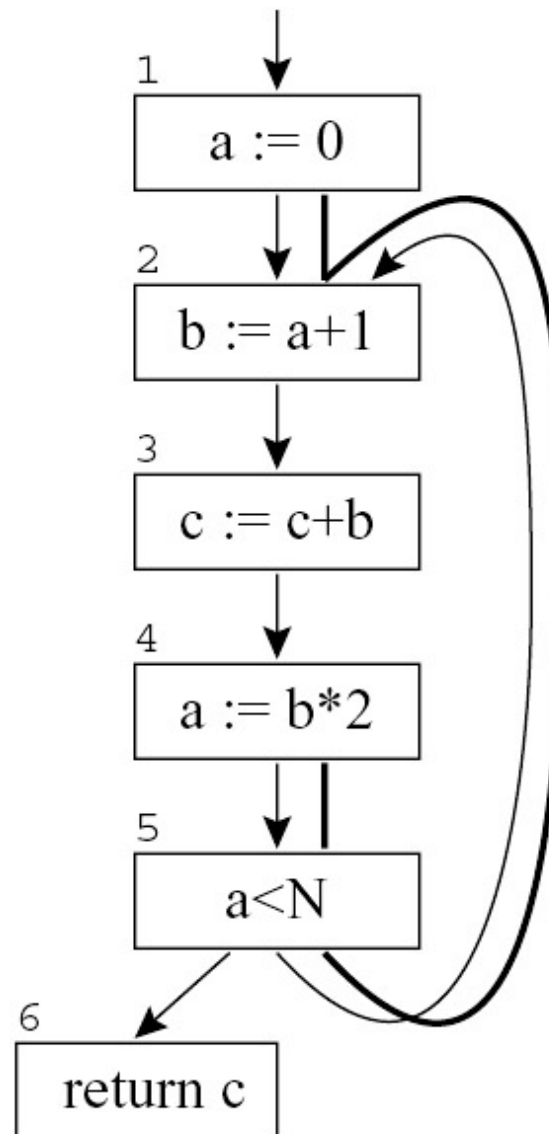 1
a := 0
2
b := a+1
3
c := c+b
4
a := b*2
5
a<N
6
return c